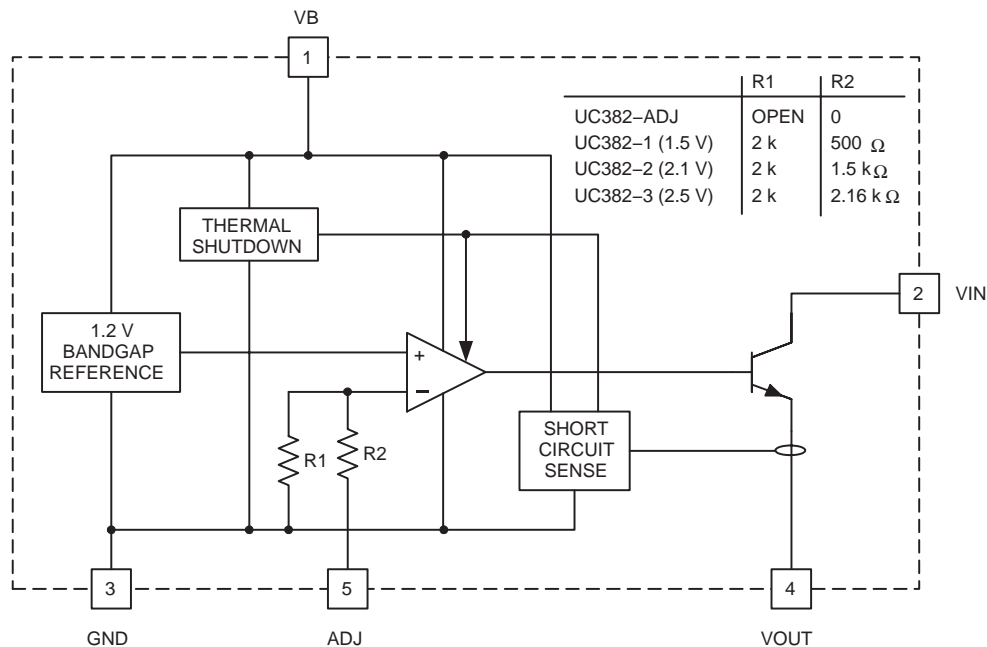 VB
1
R1 R2
UC382–ADJ OPEN 0
UC382–1 (1.5 V) 2 k 500 Ω
UC382–2 (2.1 V) 2 k 1.5 kΩ
UC382–3 (2.5 V) 2 k 2.16 kΩ
THERMAL
SHUTDOWN
2 VIN
1.2 V
BANDGAP
REFERENCE
+
–
SHORT
CIRCUIT
SENSE
R1 R2
3
5
4
GND
ADJ
VOUT